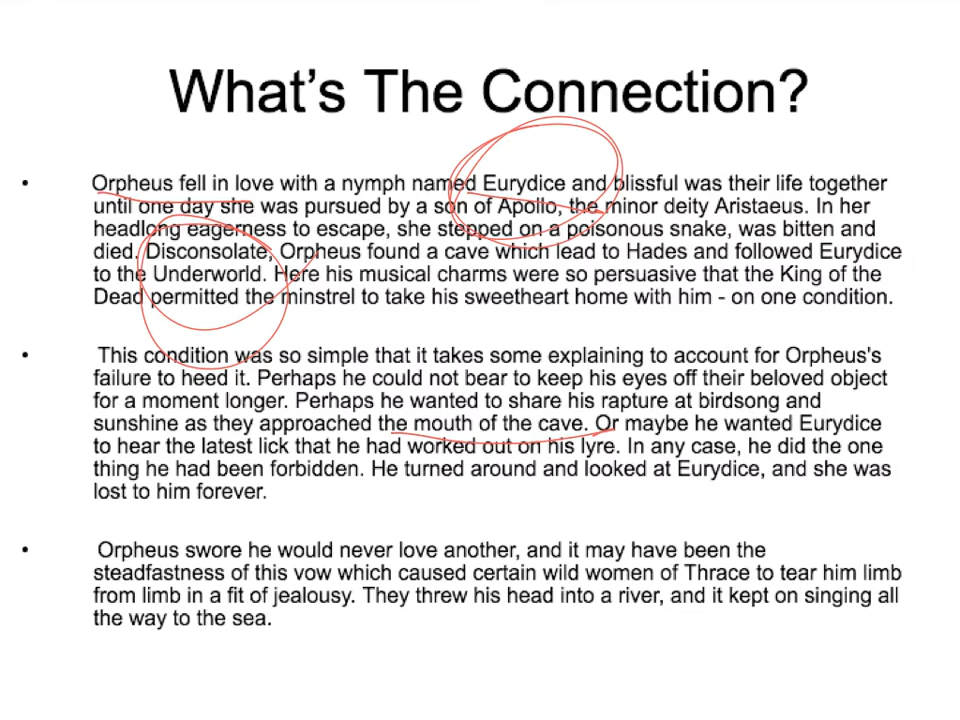 What's The Connection?
• Orpheus fell in love with a nymph named Eurydice and blissful was their life together
until one day she was pursued by a son of Apollo, the minor deity Aristaeus. In her
headlong eagerness to escape, she stepped on a poisonous snake, was bitten and
died. Disconsolate, Orpheus found a cave which lead to Hades and followed Eurydice
to the Underworld. Here his musical charms were so persuasive that the King of the
Dead permitted the minstrel to take his sweetheart home with him - on one condition.
• This condition was so simple that it takes some explaining to account for Orpheus's
failure to heed it. Perhaps he could not bear to keep his eyes off their beloved object
for a moment longer. Perhaps he wanted to share his rapture at birdsong and
sunshine as they approached the mouth of the cave. Or maybe he wanted Eurydice
to hear the latest lick that he had worked out on his lyre. In any case, he did the one
thing he had been forbidden. He turned around and looked at Eurydice, and she was
lost to him forever.
• Orpheus swore he would never love another, and it may have been the
steadfastness of this vow which caused certain wild women of Thrace to tear him limb
from limb in a fit of jealousy. They threw his head into a river, and it kept on singing all
the way to the sea.